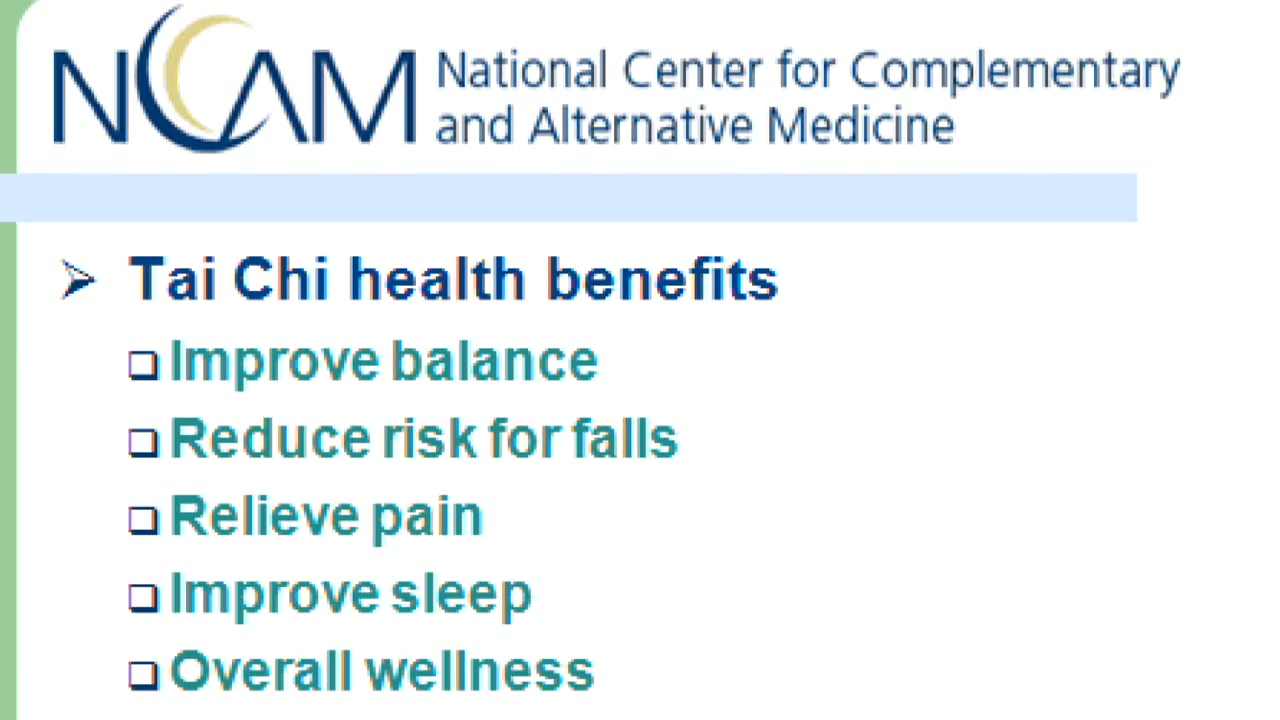 NCCAM National Center for Complementary
and Alternative Medicine
Tai Chi health benefits
Improve balance
Reduce risk for falls
Relieve pain
Improve sleep
Overall wellness